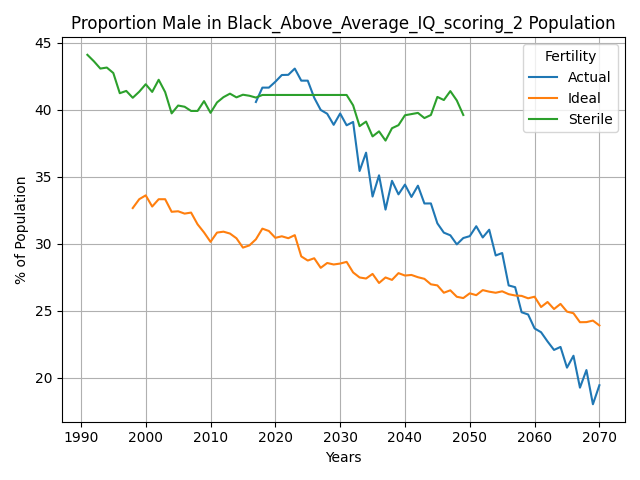 Proportion Male in Black_Above_Average_IQ_scoring_2 Population
% of Population
45
40
35
30
25
20
Fertility
Actual
Ideal
Sterile
1990 2000 2010 2020 2030 2040 2050 2060 2070
Years